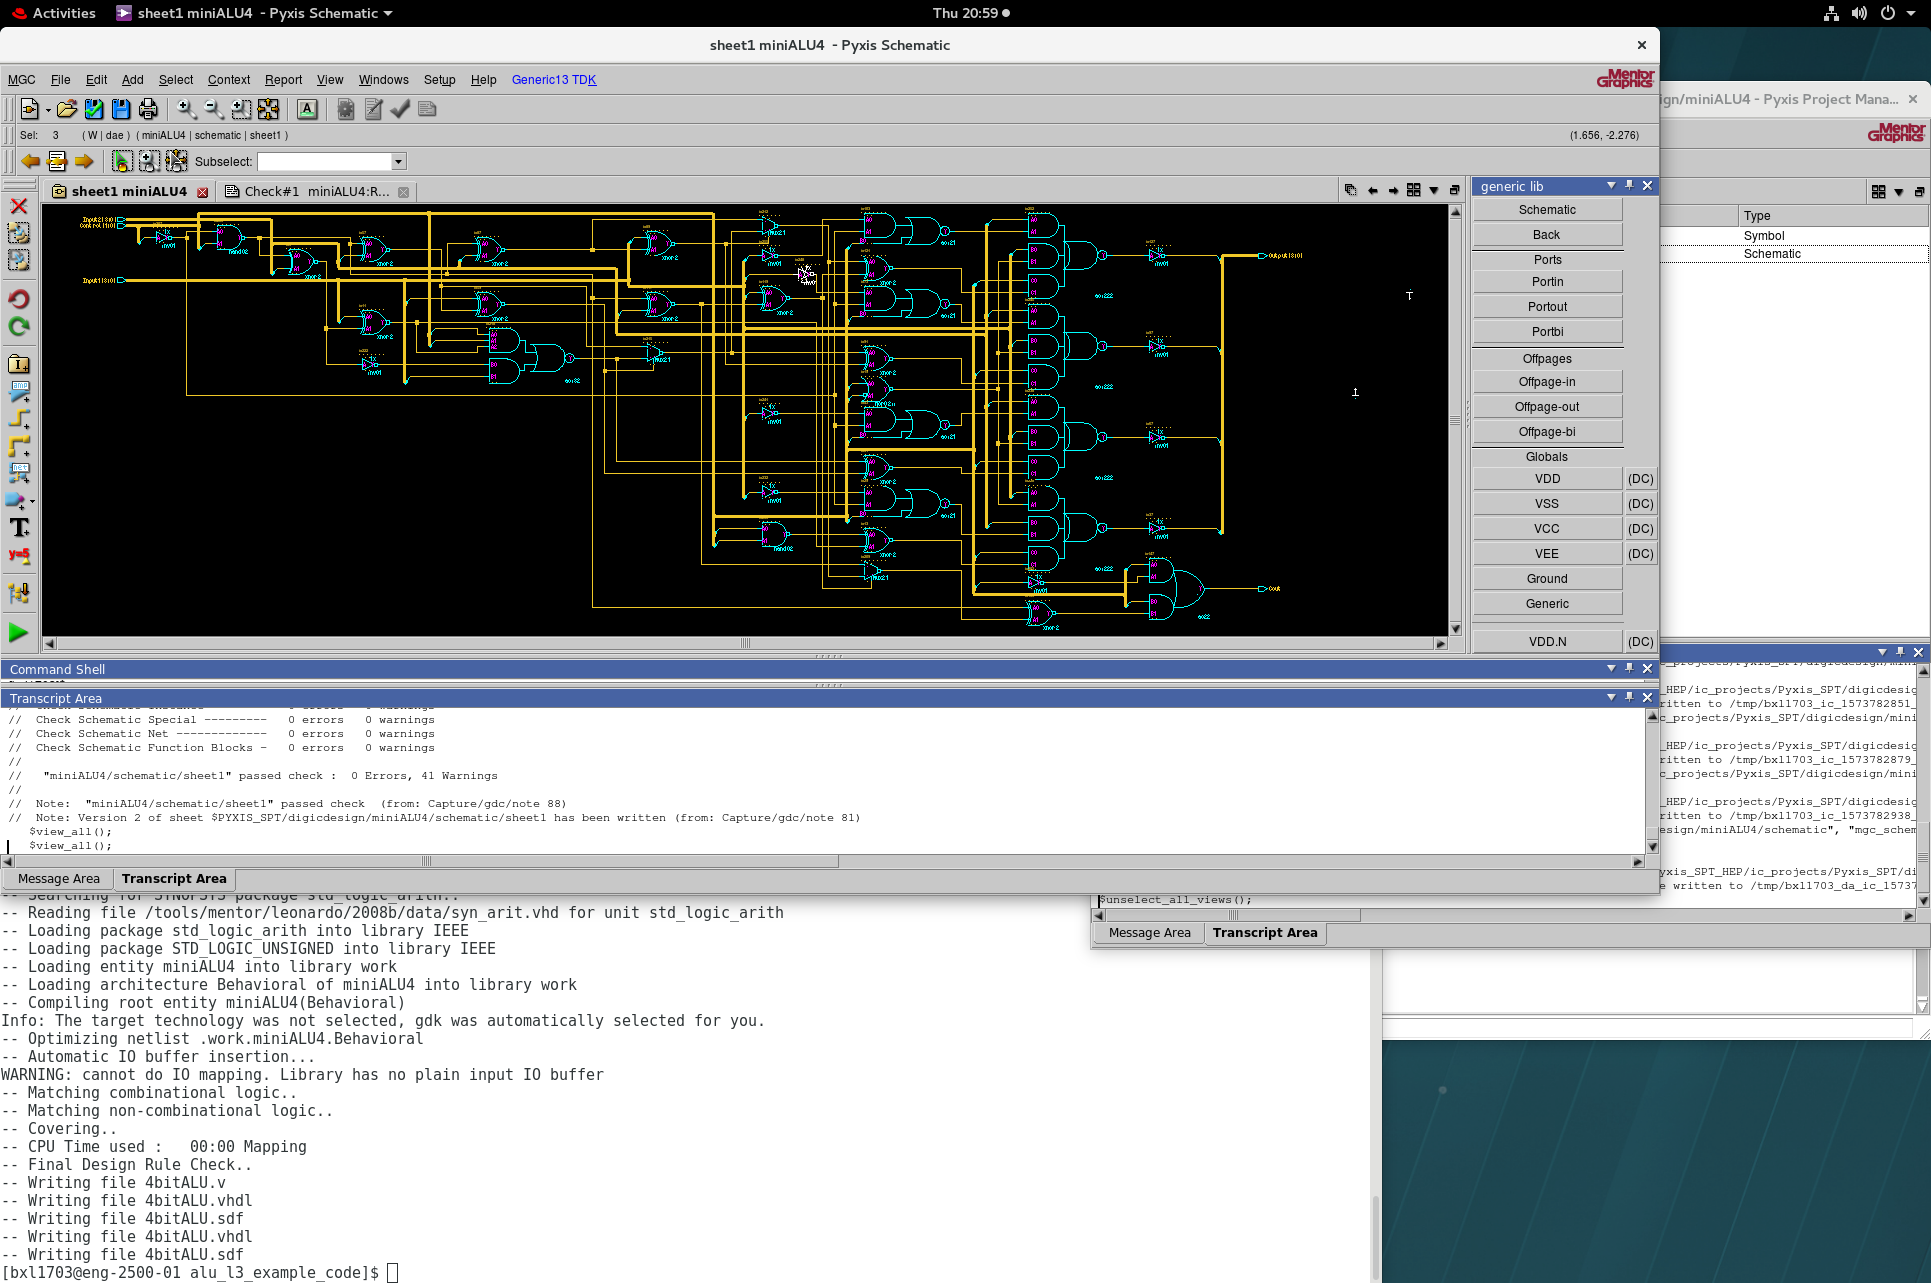 Activities
sheet1 miniALU4 - Pyxis Schematic
Thu 20:59
sheet1 miniALU4 - Pyxis Schematic
MGC File Edit Add Select Context Report View Windows Setup Help Generic13 TDK
Mentor Graphics
Sel: 3 ( W | dae ) ( miniALU4 | schematic | sheet1 )
(1.656, -2.276)
Subselect:
sheet1 miniALU4
Check#1 miniALU4:R...
generic lib
Schematic
Back
Ports
Portin
Portout
Portbi
Offpages
Offpage-in
Offpage-out
Offpage-bi
Globals
VDD (DC)
VSS (DC)
VCC (DC)
VEE (DC)
Ground
Generic
VDD.N (DC)
Command Shell
Transcript Area
// Check Schematic Special --------- 0 errors 0 warnings
// Check Schematic Net ------------- 0 errors 0 warnings
// Check Schematic Function Blocks - 0 errors 0 warnings
//
// "miniALU4/schematic/sheet1" passed check : 0 Errors, 41 Warnings
//
// Note: "miniALU4/schematic/sheet1" passed check (from: Capture/gdc/note 88)
// Note: Version 2 of sheet $PYXIS_SPT/digicdesign/miniALU4/schematic/sheet1 has been written (from: Capture/gdc/note 81)
$view_all();
$view_all();
Message Area
Transcript Area
ign/miniALU4 - Pyxis Project Mana...
Mentor Graphics
Type
Symbol
Schematic
_HEP/ic_projects/Pyxis_SPT/digicdesig
ritten to /tmp/bxl1703_ic_1573782851_
c_projects/Pyxis_SPT/digicdesign/mini
_HEP/ic_projects/Pyxis_SPT/digicdesig
ritten to /tmp/bxl1703_ic_1573782879_
c_projects/Pyxis_SPT/digicdesign/mini
_HEP/ic_projects/Pyxis_SPT/digicdesig
ritten to /tmp/bxl1703_ic_1573782938_
esign/miniALU4/schematic", "mgc_schem
yxis_SPT_HEP/ic_projects/Pyxis_SPT/di
e written to /tmp/bxl1703_da_ic_15737
$unselect_all_views();
Message Area
Transcript Area
-- Searching for SYNOPSYS package std_logic_arith..
-- Reading file /tools/mentor/leonardo/2008b/data/syn_arit.vhd for unit std_logic_arith
-- Loading package std_logic_arith into library IEEE
-- Loading package STD_LOGIC_UNSIGNED into library IEEE
-- Loading entity miniALU4 into library work
-- Loading architecture Behavioral of miniALU4 into library work
-- Compiling root entity miniALU4(Behavioral)
Info: The target technology was not selected, gdk was automatically selected for you.
-- Optimizing netlist .work.miniALU4.Behavioral
-- Automatic IO buffer insertion...
WARNING: cannot do IO mapping. Library has no plain input IO buffer
-- Matching combinational logic..
-- Matching non-combinational logic..
-- Covering..
-- CPU Time used : 00:00 Mapping
-- Final Design Rule Check..
-- Writing file 4bitALU.v
-- Writing file 4bitALU.vhdl
-- Writing file 4bitALU.sdf
-- Writing file 4bitALU.vhdl
-- Writing file 4bitALU.sdf
[bxl1703@eng-2500-01 alu_l3_example_code]$